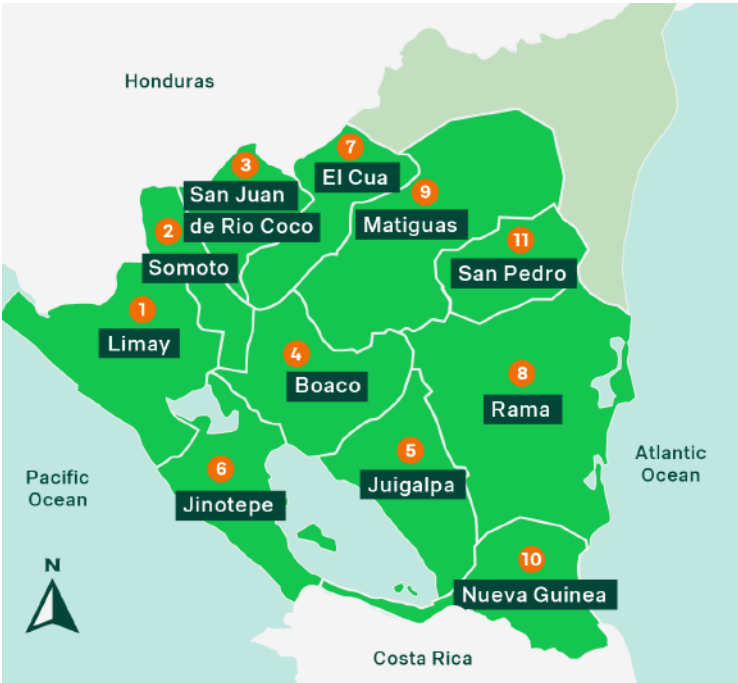 Honduras
7
El Cua
3
San Juan
de Rio Coco
9
Matiguas
2
Somoto
11
San Pedro
1
Limay
4
Boaco
8
Rama
5
Juigalpa
6
Jinotepe
Atlantic
Ocean
Pacific
Ocean
10
Nueva Guinea
N
Costa Rica